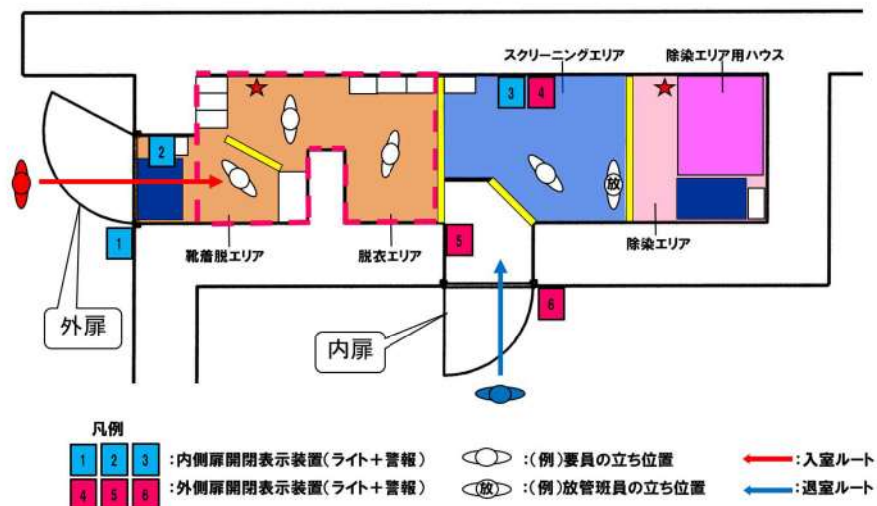 スクリーニングエリア
除染エリア用ハウス
3
4
2
放
1
5
靴着脱エリア
脱衣エリア
除染エリア
6
外扉
内扉
凡例
1 2 3 :内側扉開閉表示装置(ライト+警報)
:(例)要員の立ち位置
:入室ルート
4 5 6 :外側扉開閉表示装置(ライト+警報)
放 :(例)放管班員の立ち位置
:退室ルート